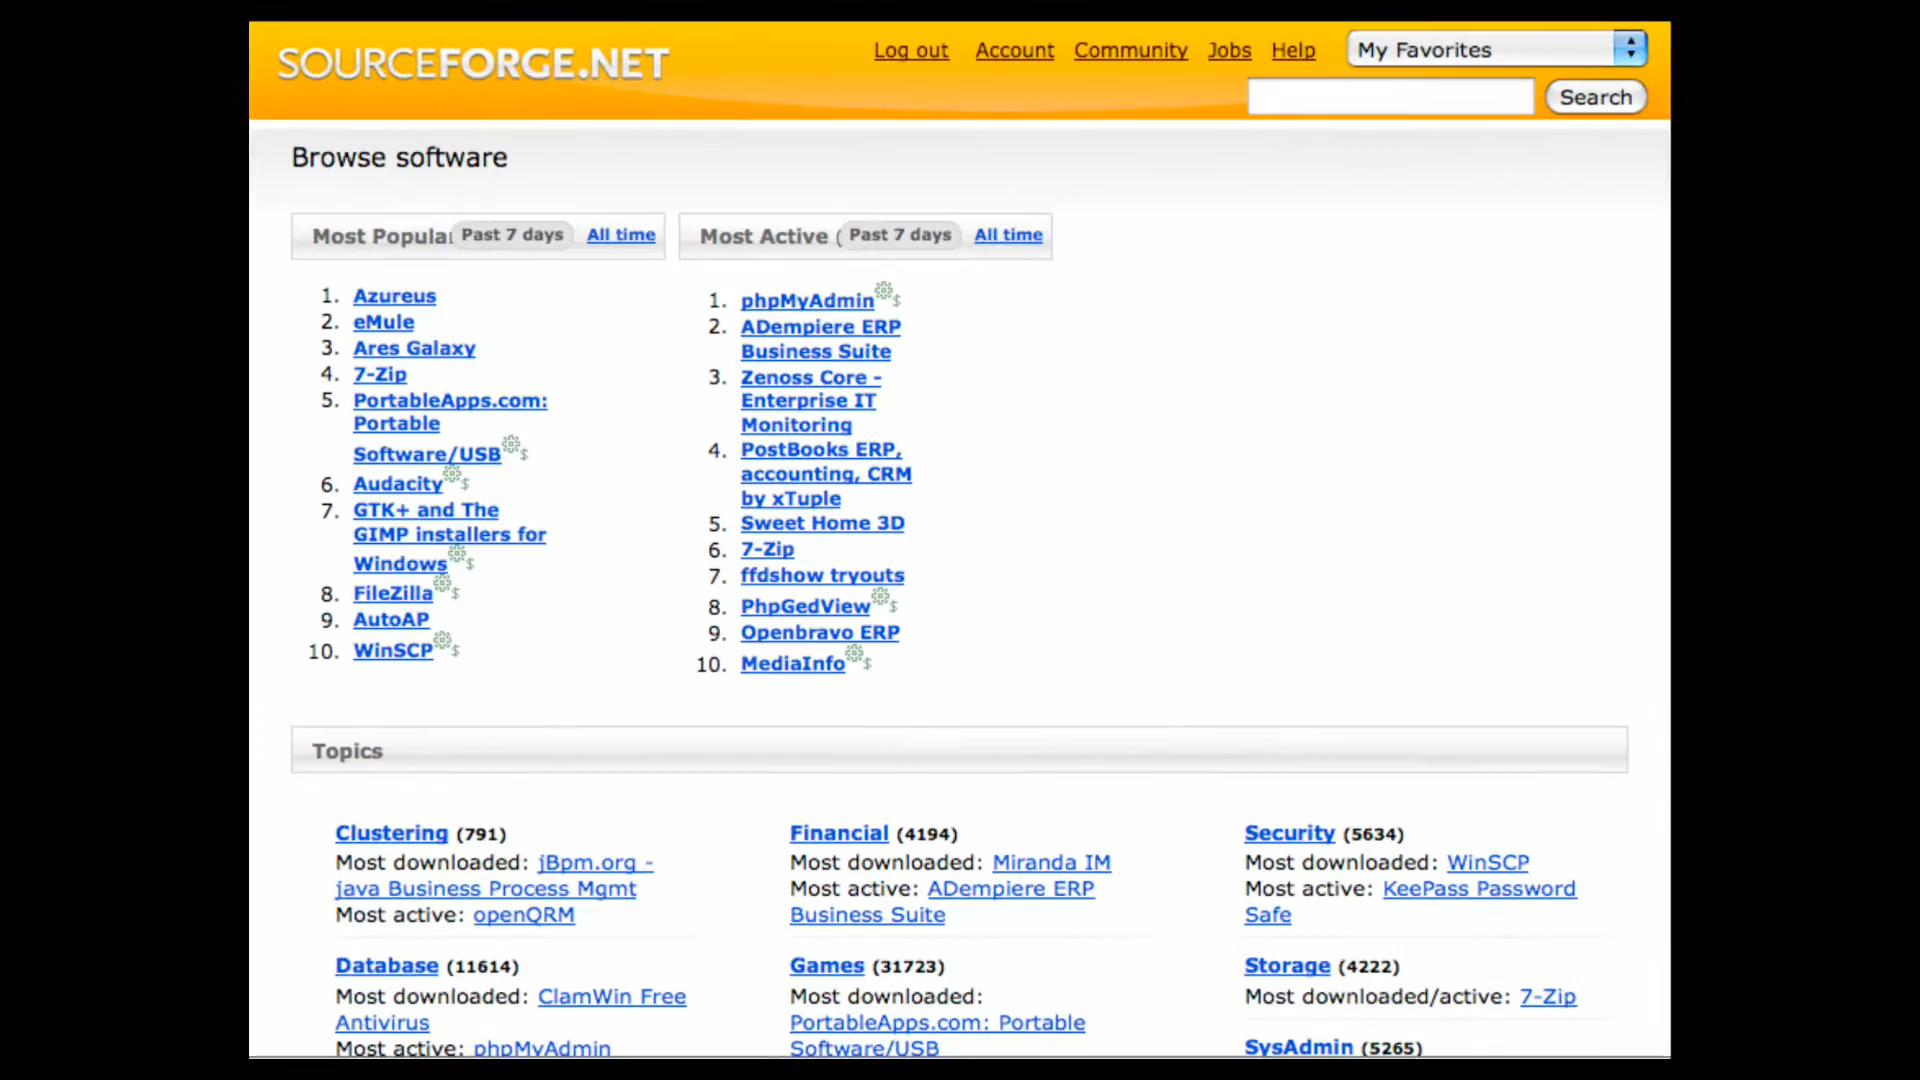 SOURCEFORGE.NET
Log out Account Community Jobs Help My Favorites
Search
Browse software
Most Popular Past 7 days All time
1. Azureus
2. eMule
3. Ares Galaxy
4. 7-Zip
5. PortableApps.com:
Portable
Software/USB $
6. Audacity $
7. GTK+ and The
GIMP installers for
Windows $
8. FileZilla $
9. AutoAP
10. WinSCP $
Most Active ( Past 7 days All time
1. phpMyAdmin $
2. ADempiere ERP
Business Suite
3. Zenoss Core -
Enterprise IT
Monitoring
4. PostBooks ERP,
accounting, CRM
by xTuple
5. Sweet Home 3D
6. 7-Zip
7. ffdshow tryouts
8. PhpGedView $
9. Openbravo ERP
10. MediaInfo $
Topics
Clustering (791)
Most downloaded: jBpm.org -
java Business Process Mgmt
Most active: openQRM
Database (11614)
Most downloaded: ClamWin Free
Antivirus
Most active: phpMyAdmin
Financial (4194)
Most downloaded: Miranda IM
Most active: ADempiere ERP
Business Suite
Games (31723)
Most downloaded:
PortableApps.com: Portable
Software/USB
Security (5634)
Most downloaded: WinSCP
Most active: KeePass Password
Safe
Storage (4222)
Most downloaded/active: 7-Zip
SysAdmin (5265)